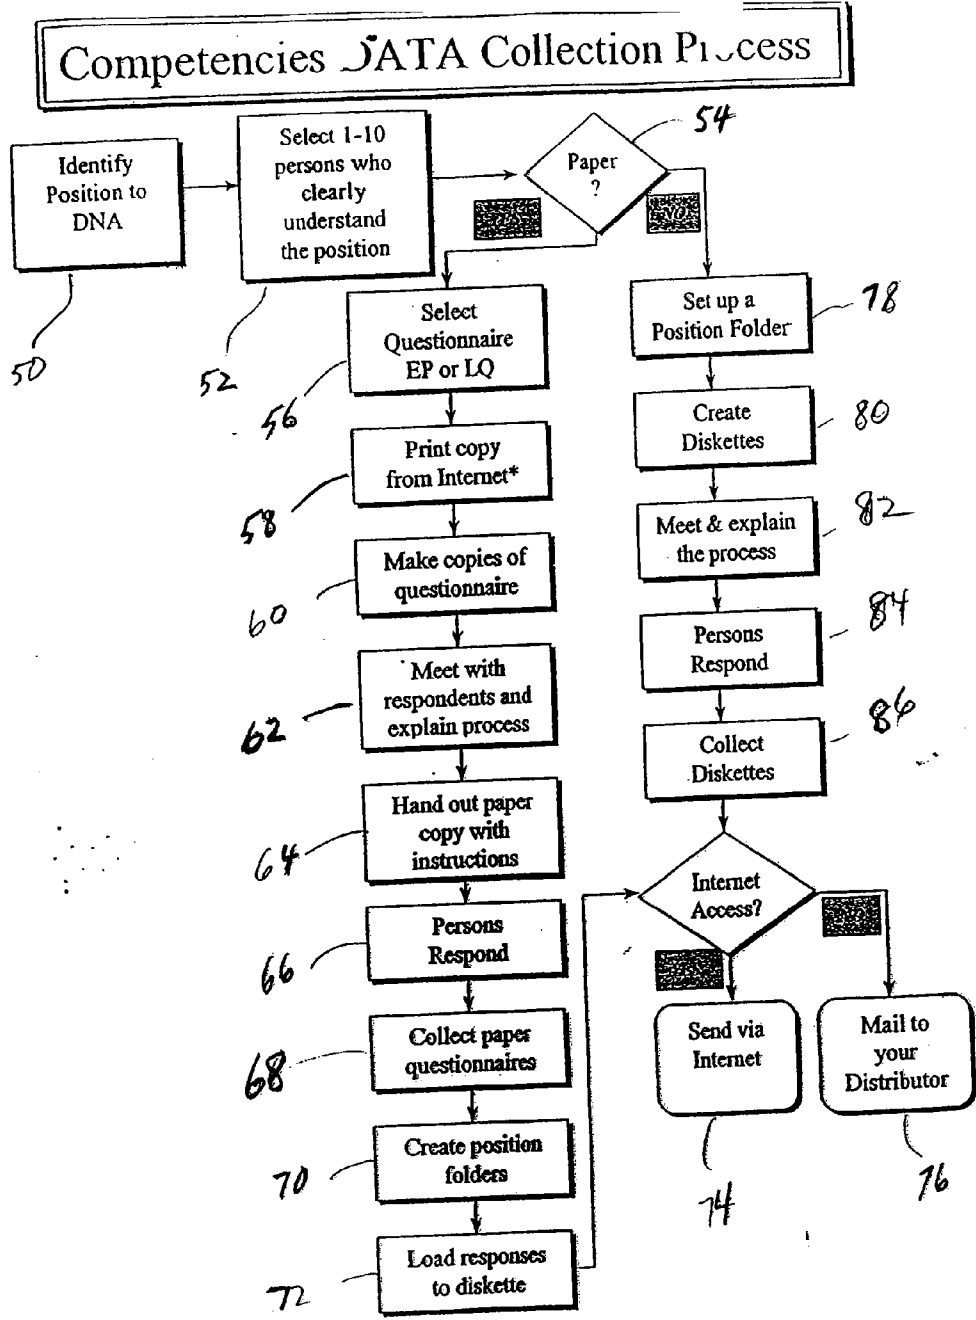 Competencies DATA Collection Process
Identify
Position to
DNA
50
Select 1-10
persons who
clearly
understand
the position
52
Paper
?
54
NO
Select
Questionnaire
EP or LQ
56
Print copy
from Internet*
58
Make copies of
questionnaire
60
Meet with
respondents and
explain process
62
Hand out paper
copy with
instructions
64
Persons
Respond
66
Collect paper
questionnaires
68
Create position
folders
70
Load responses
to diskette
72
Set up a
Position Folder
78
Create
Diskettes
80
Meet & explain
the process
82
Persons
Respond
84
Collect
Diskettes
86
Internet
Access?
Send via
Internet
74
Mail to
your
Distributor
76